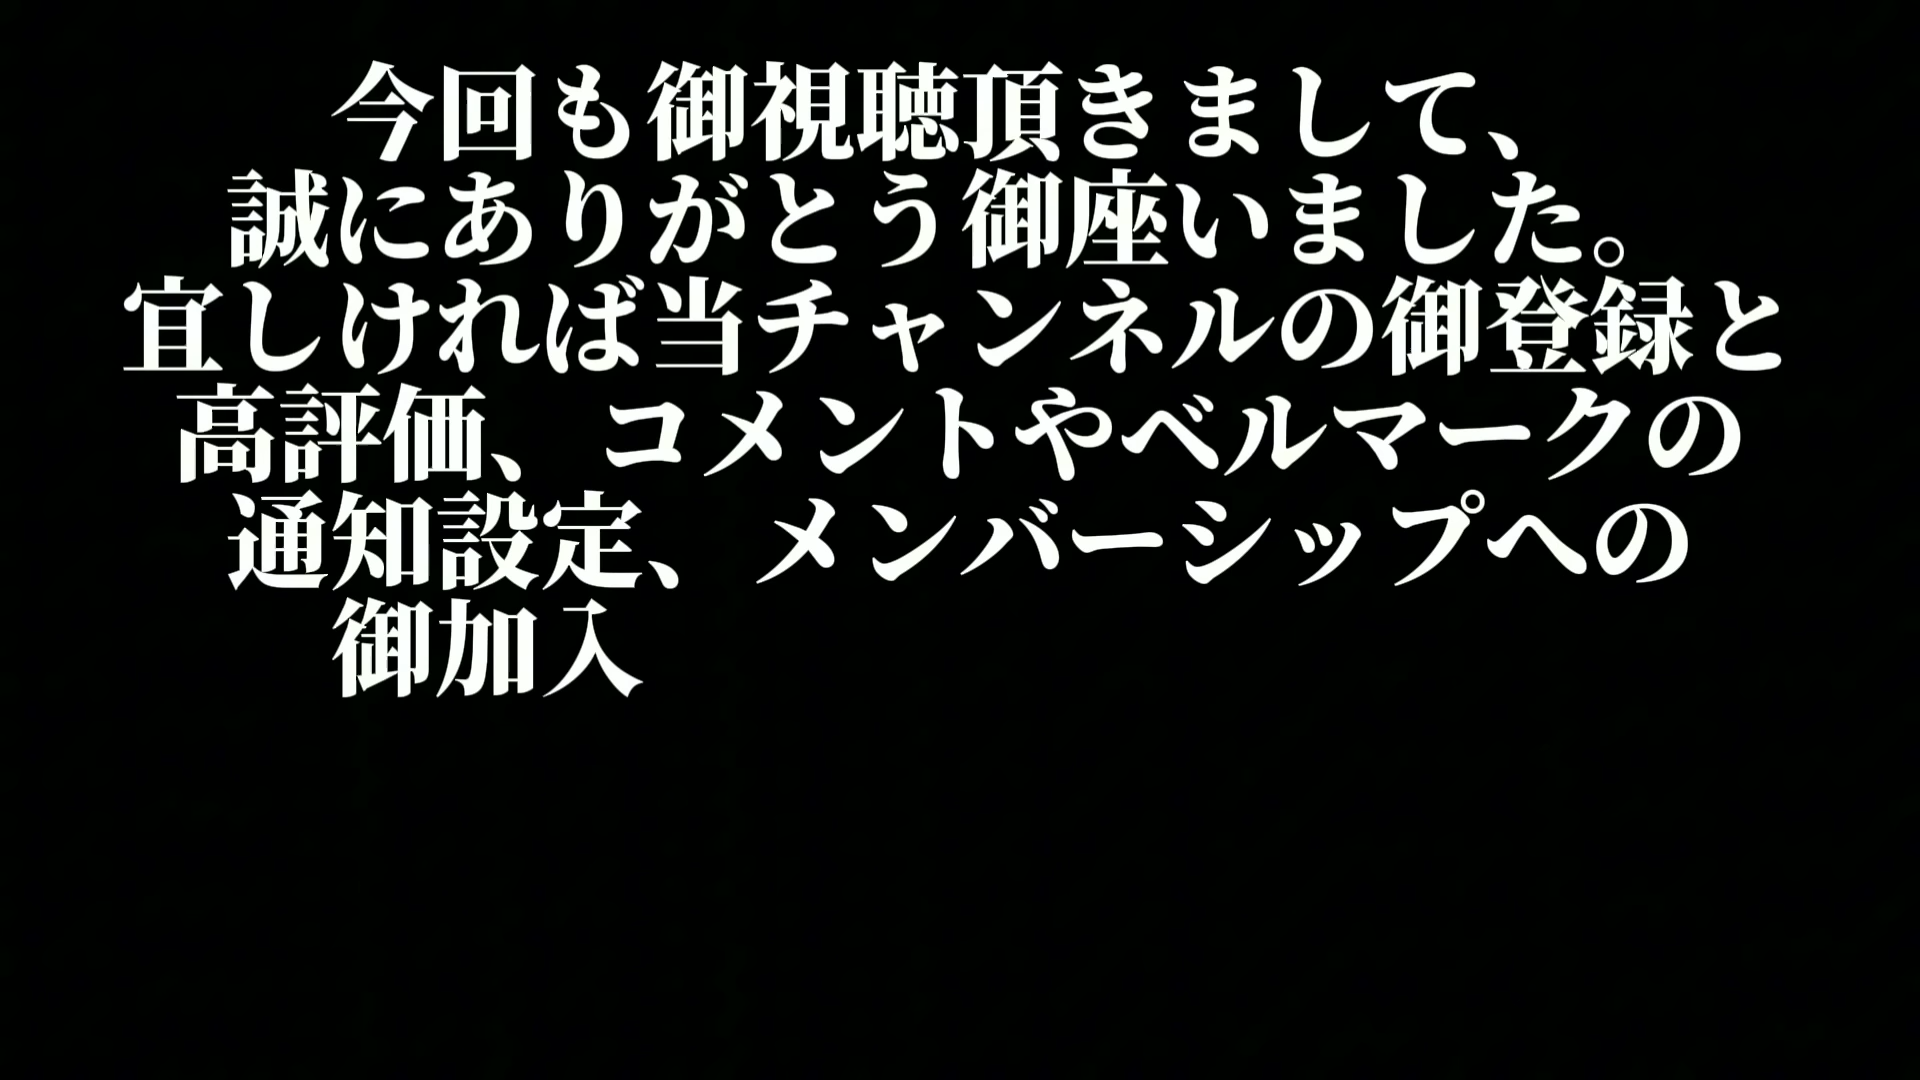 今回も御視聴頂きまして、
誠にありがとう御座いました。
宜しければ当チャンネルの御登録と
高評価、コメントやベルマークの
通知設定、メンバーシップへの
御加入